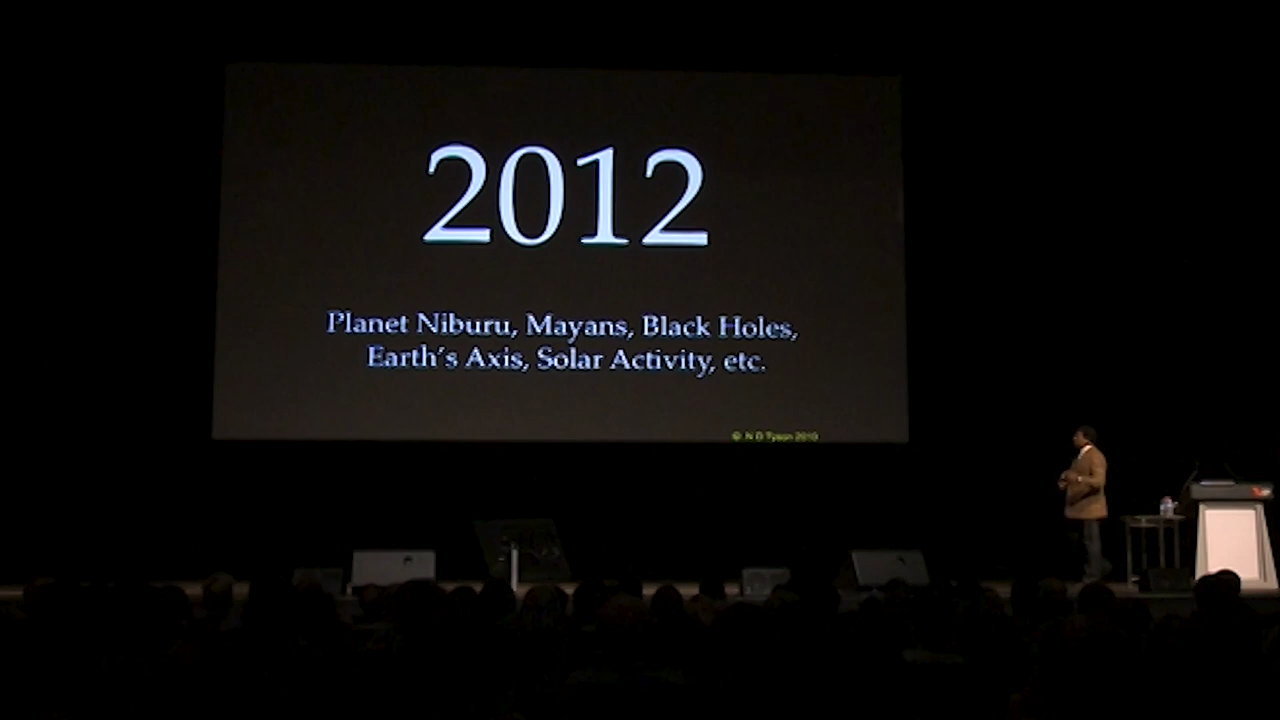 2012
Planet Niburu, Mayans, Black Holes,
Earth's Axis, Solar Activity, etc.
© N D Tyson 2010